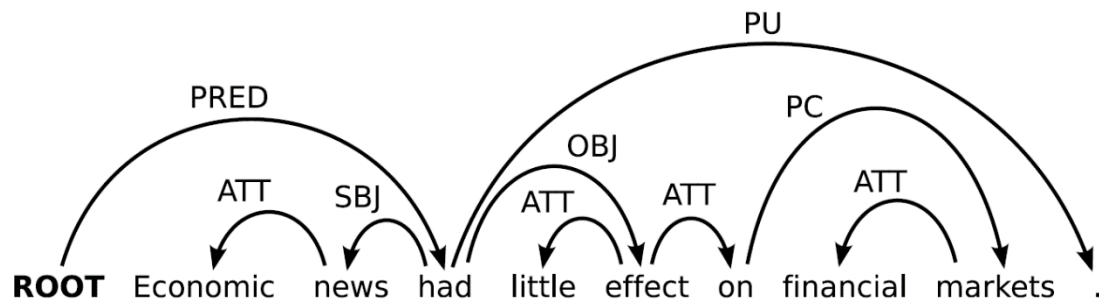 PU
PRED
PC
OBJ
ATT SBJ ATT ATT ATT
ROOT Economic news had little effect on financial markets .